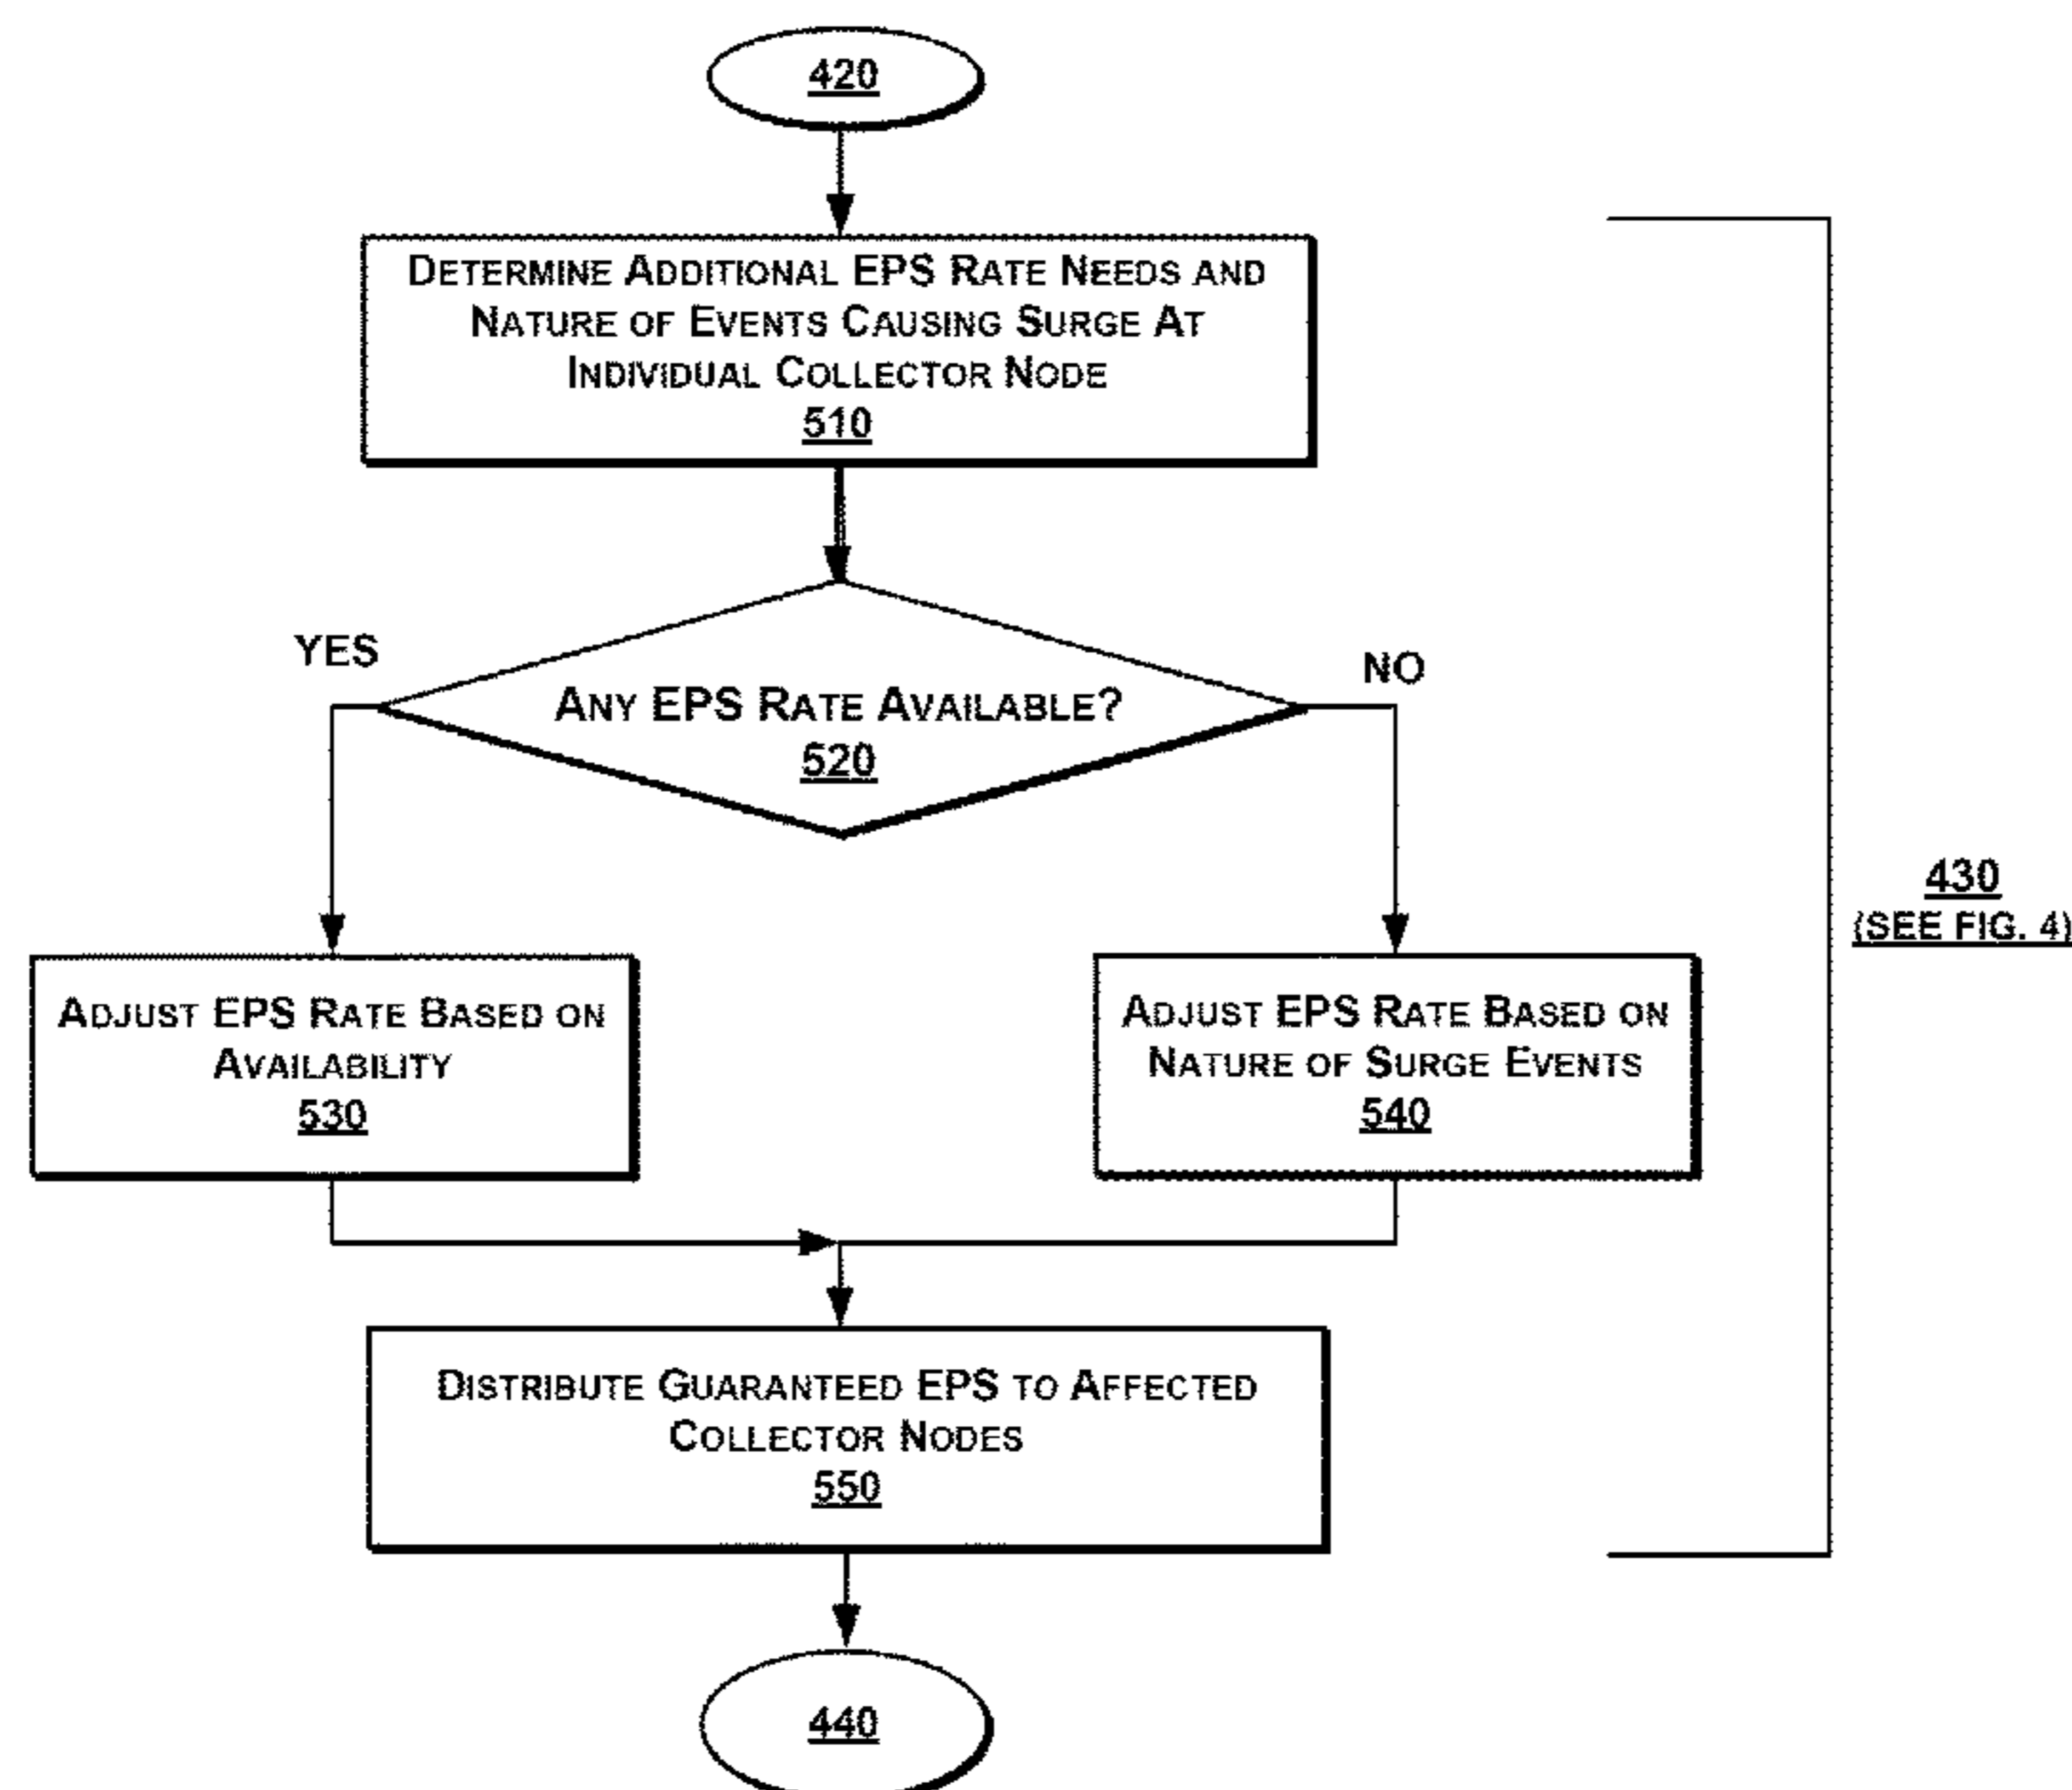 420
DETERMINE ADDITIONAL EPS RATE NEEDS AND
NATURE OF EVENTS CAUSING SURGE AT
INDIVIDUAL COLLECTOR NODE
510
YES
NO
ANY EPS RATE AVAILABLE?
520
430
(SEE FIG. 4)
ADJUST EPS RATE BASED ON
AVAILABILITY
530
ADJUST EPS RATE BASED ON
NATURE OF SURGE EVENTS
540
DISTRIBUTE GUARANTEED EPS TO AFFECTED
COLLECTOR NODES
550
440